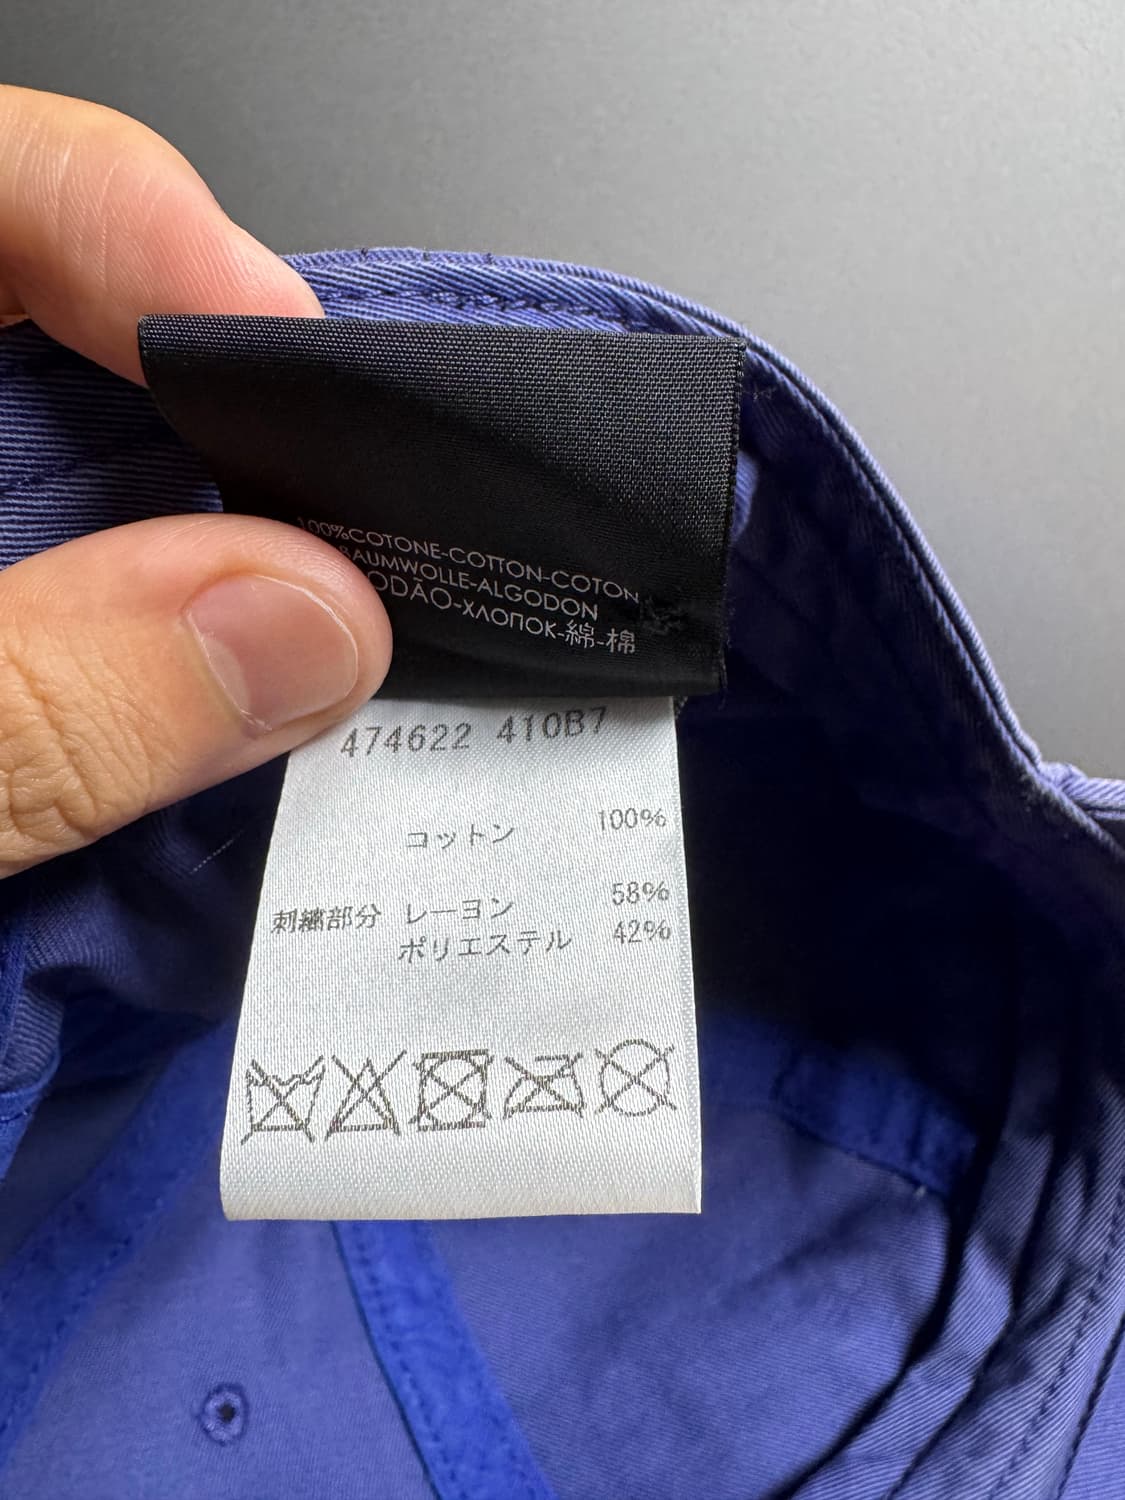 100%COTONE-COTTON-COTON
BAUMWOLLE-ALGODON
ODÃO-ХЛОПОК-綿-棉
474622 410B7
コットン 100%
刺繍部分 レーヨン 58%
ポリエステル 42%